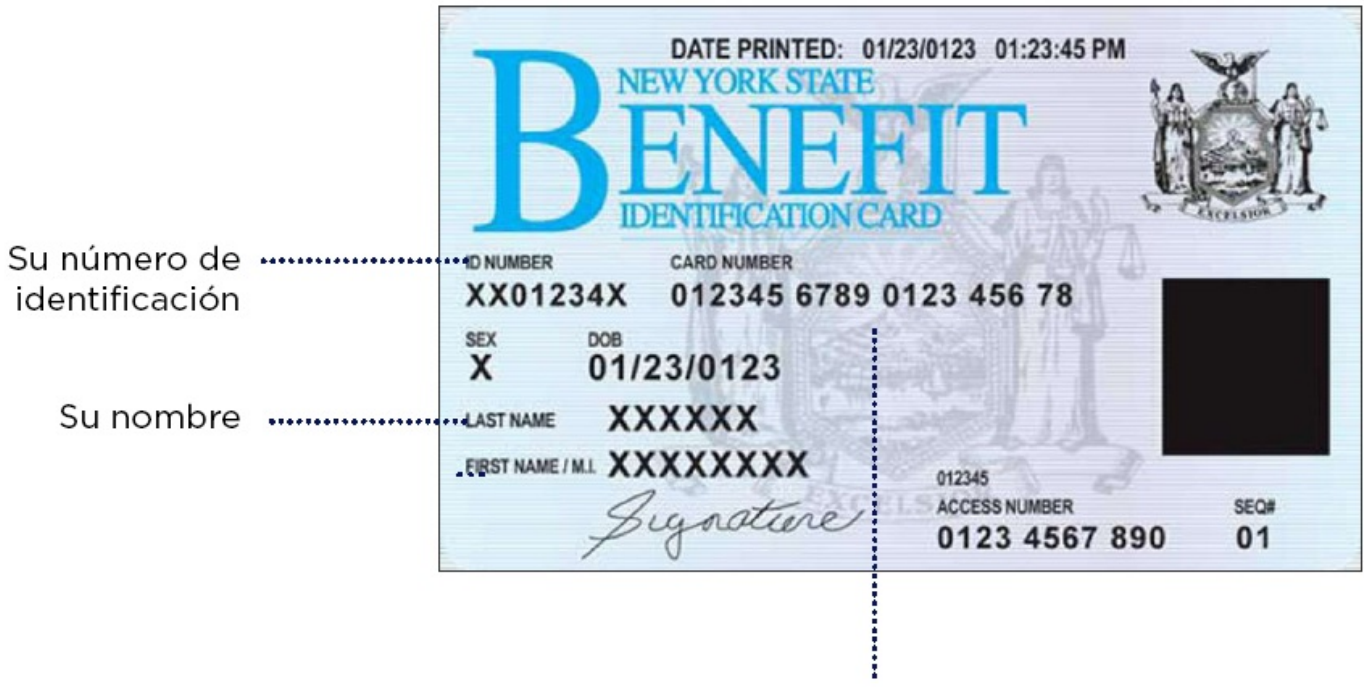 DATE PRINTED: 01/23/0123 01:23:45 PM
NEW YORK STATE
BENEFIT
IDENTIFICATION CARD
EXCELSIOR
Su número de
identificación
ID NUMBER CARD NUMBER
XX01234X 012345 6789 0123 456 78
SEX DOB
X 01/23/0123
Su nombre
LAST NAME XXXXXX
FIRST NAME / M.I. XXXXXXXX
EXCELSIOR
Signature
012345
ACCESS NUMBER SEQ#
0123 4567 890 01